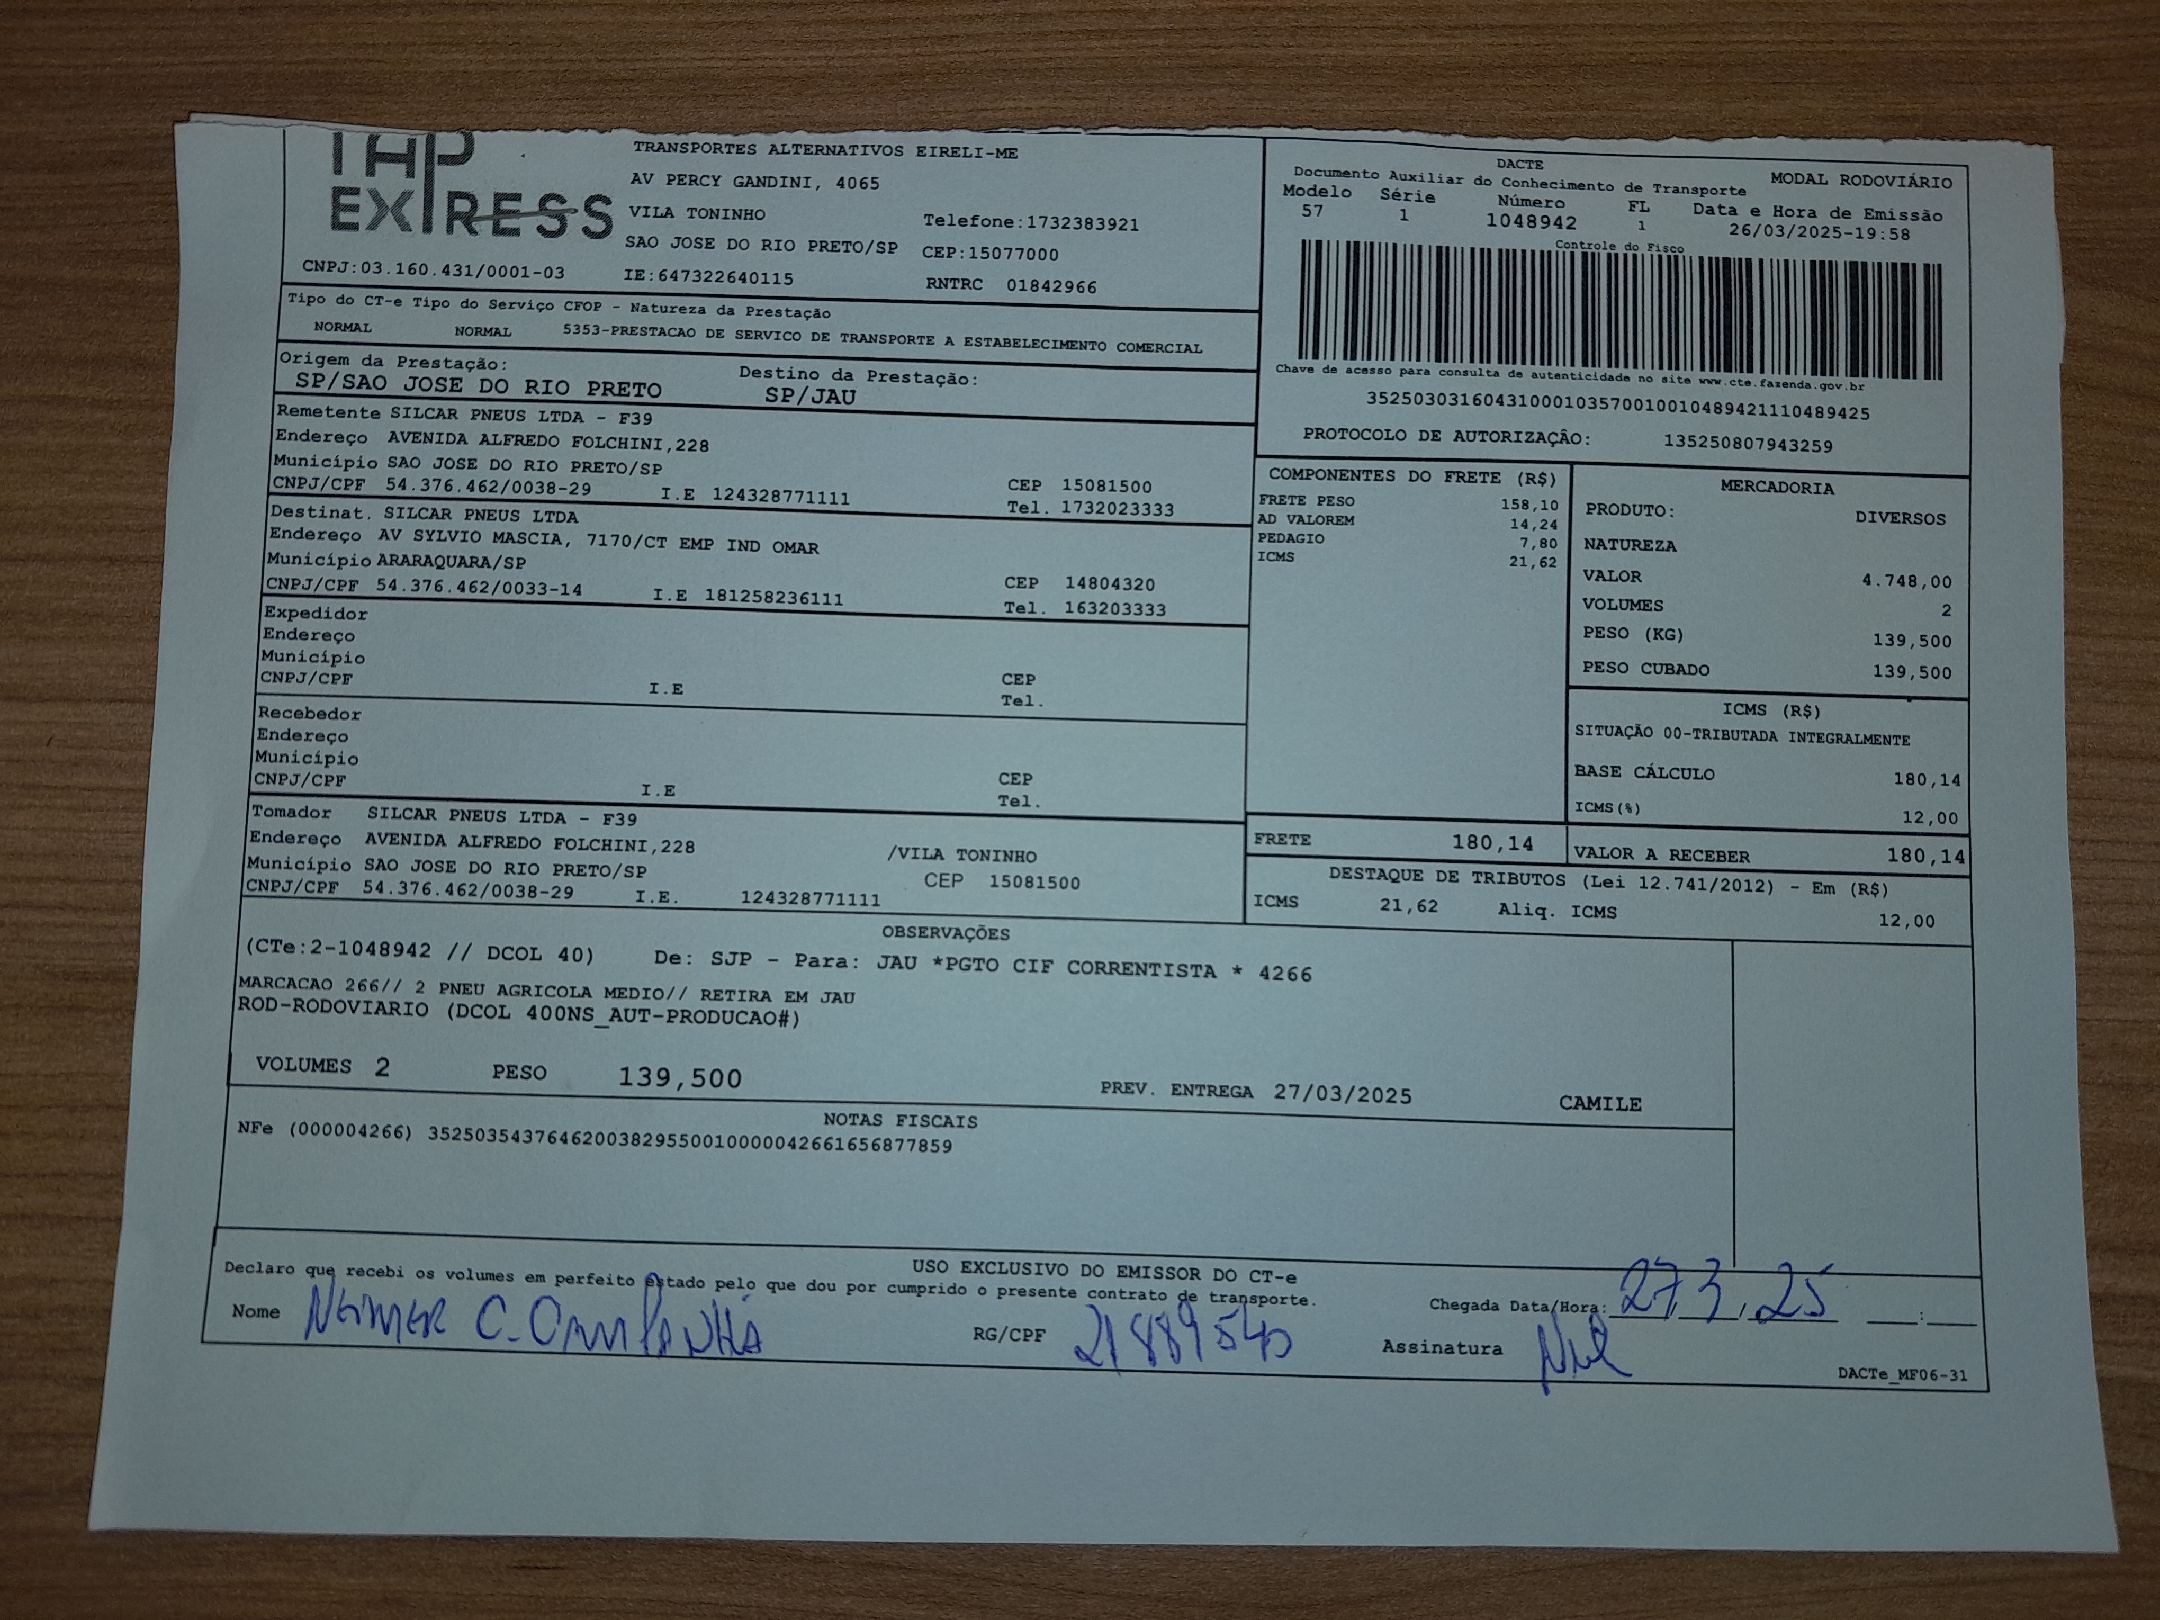 TAP
EXPRESS
TRANSPORTES ALTERNATIVOS EIRELI-ME
AV PERCY GANDINI, 4065
VILA TONINHO Telefone:1732383921
SAO JOSE DO RIO PRETO/SP CEP:15077000
CNPJ:03.160.431/0001-03 IE:647322640115 RNTRC 01842966
DACTE
Documento Auxiliar do Conhecimento de Transporte MODAL RODOVIÁRIO
Modelo Série Número FL Data e Hora de Emissão
57 1 1048942 1 26/03/2025-19:58
Controle do Fisco
Chave de acesso para consulta de autenticidade no site www.cte.fazenda.gov.br
35250303160431000103570010010489421110489425
PROTOCOLO DE AUTORIZAÇÃO: 135250807943259
Tipo do CT-e Tipo do Serviço CFOP - Natureza da Prestação
NORMAL NORMAL 5353-PRESTACAO DE SERVICO DE TRANSPORTE A ESTABELECIMENTO COMERCIAL
Origem da Prestação: Destino da Prestação:
SP/SAO JOSE DO RIO PRETO SP/JAU
Remetente SILCAR PNEUS LTDA - F39
Endereço AVENIDA ALFREDO FOLCHINI,228
Município SAO JOSE DO RIO PRETO/SP CEP 15081500
CNPJ/CPF 54.376.462/0038-29 I.E 124328771111 Tel. 1732023333
Destinat. SILCAR PNEUS LTDA
Endereço AV SYLVIO MASCIA, 7170/CT EMP IND OMAR
Município ARARAQUARA/SP CEP 14804320
CNPJ/CPF 54.376.462/0033-14 I.E 181258236111 Tel. 163203333
Expedidor
Endereço
Município CEP
CNPJ/CPF I.E Tel.
Recebedor
Endereço
Município CEP
CNPJ/CPF I.E Tel.
Tomador SILCAR PNEUS LTDA - F39
Endereço AVENIDA ALFREDO FOLCHINI,228 /VILA TONINHO
Município SAO JOSE DO RIO PRETO/SP CEP 15081500
CNPJ/CPF 54.376.462/0038-29 I.E. 124328771111
COMPONENTES DO FRETE (R$)
FRETE PESO 158,10
AD VALOREM 14,24
PEDAGIO 7,80
ICMS 21,62
FRETE 180,14
MERCADORIA
PRODUTO: DIVERSOS
NATUREZA
VALOR 4.748,00
VOLUMES 2
PESO (KG) 139,500
PESO CUBADO 139,500
ICMS (R$)
SITUAÇÃO 00-TRIBUTADA INTEGRALMENTE
BASE CÁLCULO 180,14
ICMS(%) 12,00
VALOR A RECEBER 180,14
DESTAQUE DE TRIBUTOS (Lei 12.741/2012) - Em (R$)
ICMS 21,62 Aliq. ICMS 12,00
OBSERVAÇÕES
(CTe:2-1048942 // DCOL 40) De: SJP - Para: JAU *PGTO CIF CORRENTISTA * 4266
MARCACAO 266// 2 PNEU AGRICOLA MEDIO// RETIRA EM JAU
ROD-RODOVIARIO (DCOL 400NS_AUT-PRODUCAO#)
VOLUMES 2 PESO 139,500 PREV. ENTREGA 27/03/2025 CAMILE
NOTAS FISCAIS
NFe (000004266) 35250354376462003829550010000042661656877859
USO EXCLUSIVO DO EMISSOR DO CT-e
Declaro que recebi os volumes em perfeito estado pelo que dou por cumprido o presente contrato de transporte.
Chegada Data/Hora: 27/3/25 :
Nome NEIMER C. CAMPANHA RG/CPF Assinatura
DACTe_MF06-31